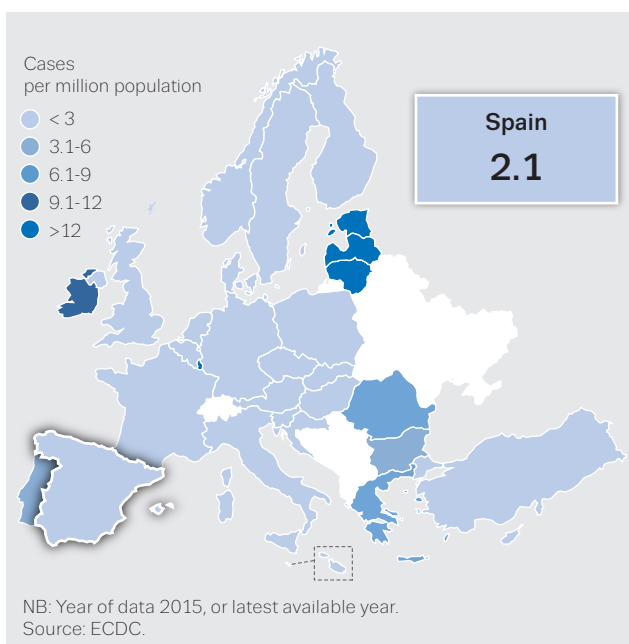 Cases
per million population
< 3
3.1-6
6.1-9
9.1-12
>12
Spain
2.1
NB: Year of data 2015, or latest available year.
Source: ECDC.